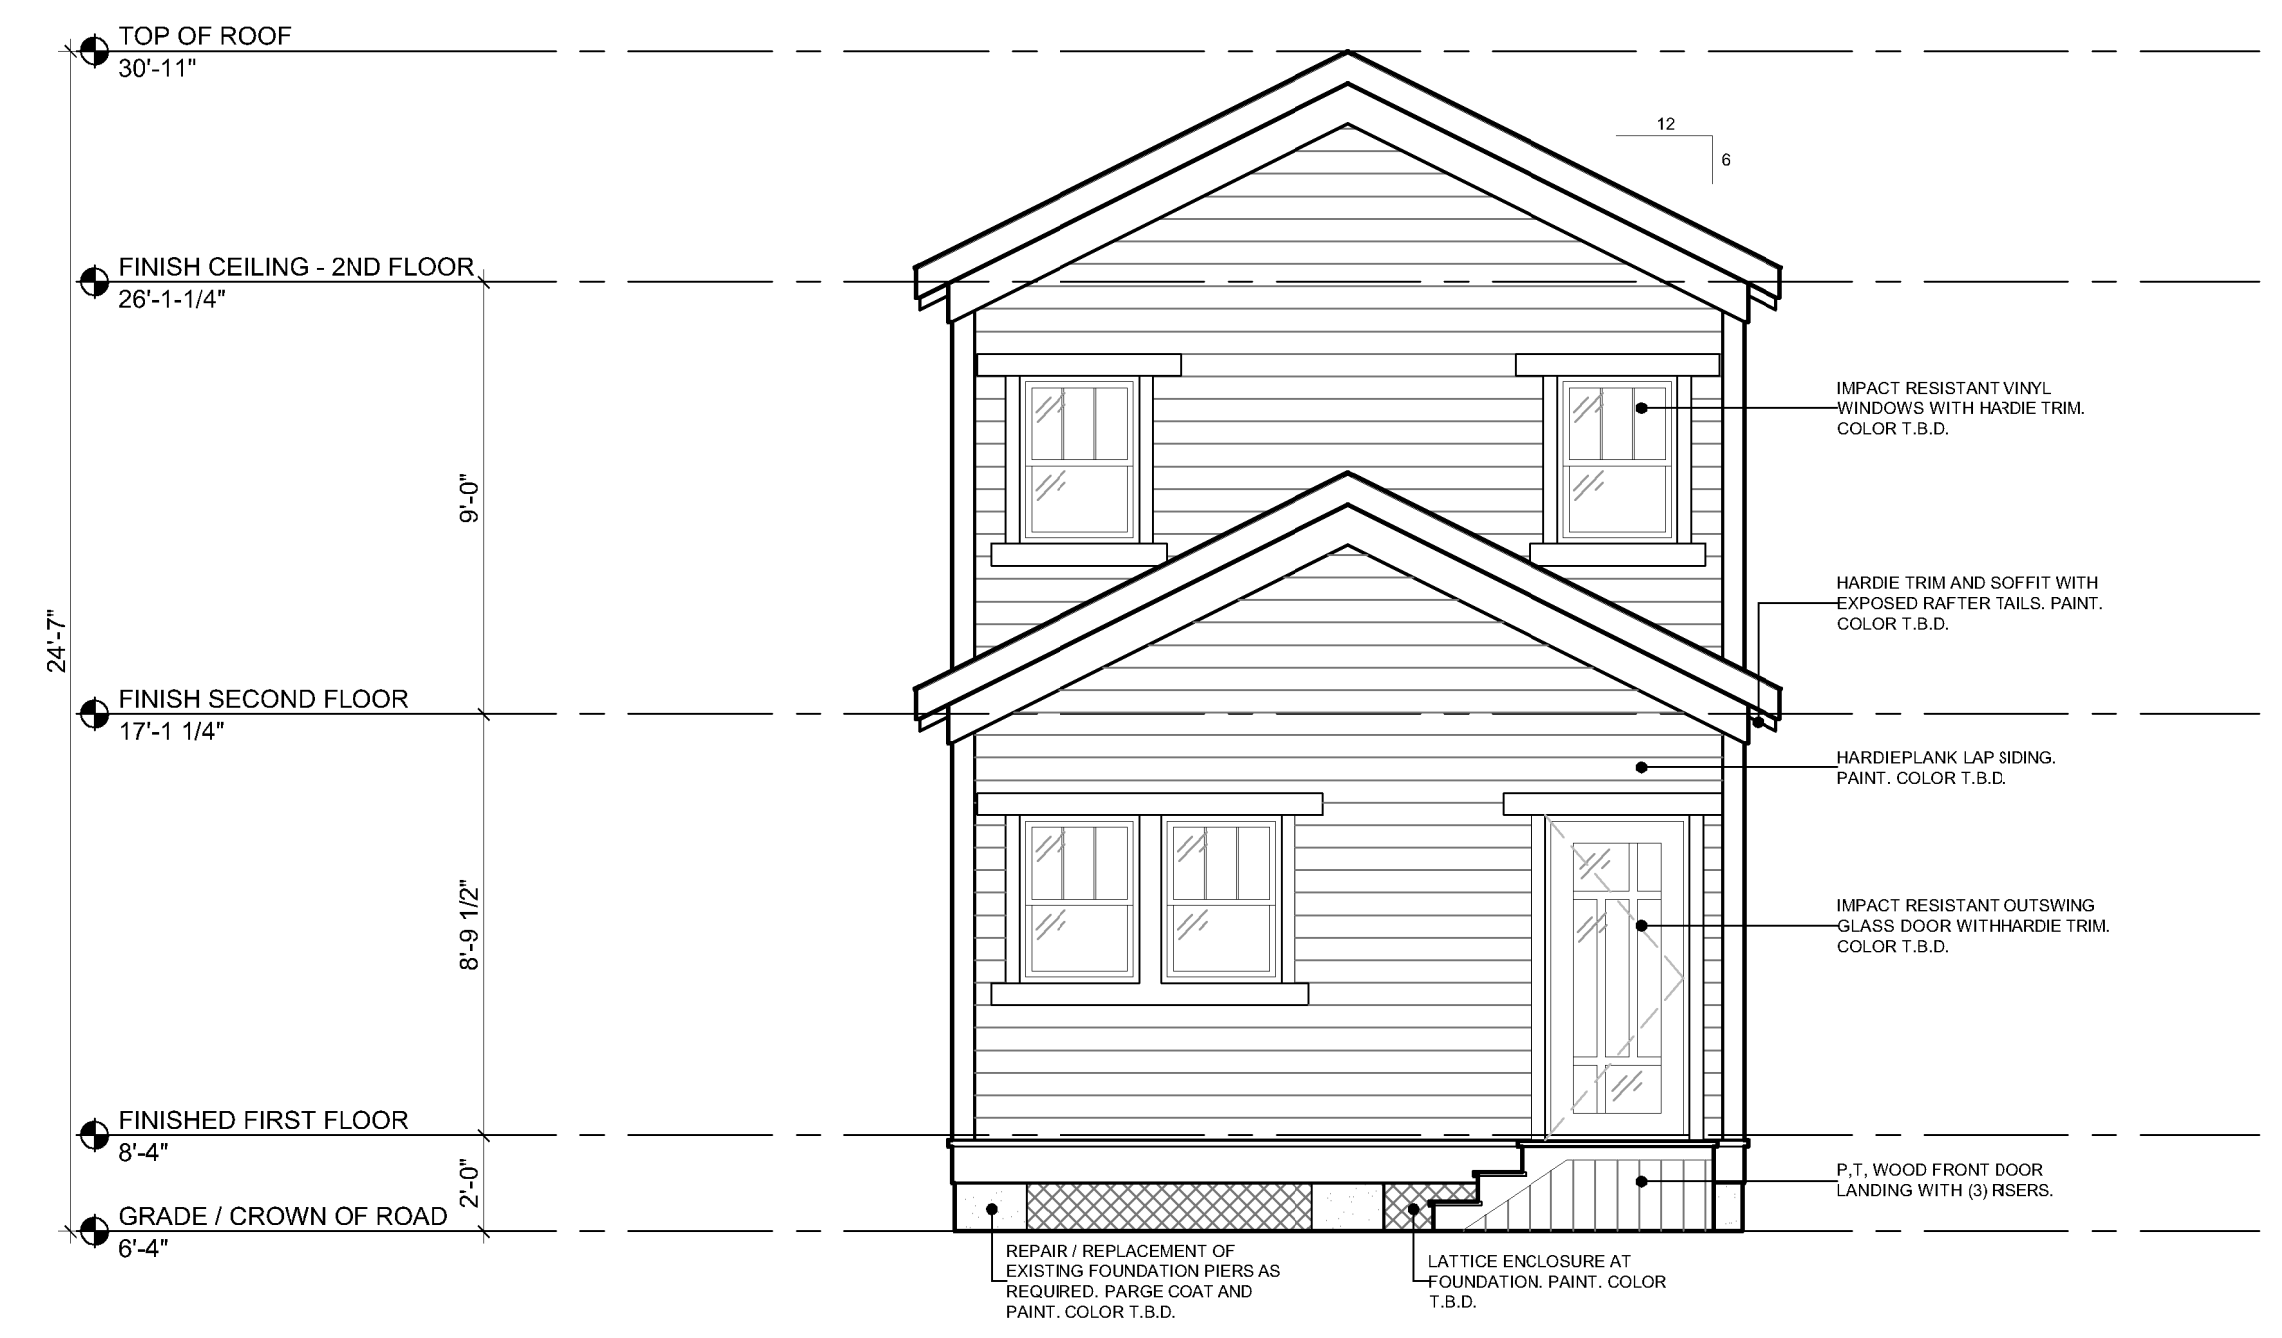 TOP OF ROOF
30'-11"
12
6
FINISH CEILING - 2ND FLOOR
26'-1-1/4"
IMPACT RESISTANT VINYL
WINDOWS WITH HARDIE TRIM.
COLOR T.B.D.
9'-0"
HARDIE TRIM AND SOFFIT WITH
EXPOSED RAFTER TAILS. PAINT.
COLOR T.B.D.
24'-7"
FINISH SECOND FLOOR
17'-1 1/4"
HARDIEPLANK LAP SIDING.
PAINT. COLOR T.B.D.
8'-9 1/2"
IMPACT RESISTANT OUTSWING
GLASS DOOR WITHHARDIE TRIM.
COLOR T.B.D.
FINISHED FIRST FLOOR
8'-4"
2'-0"
P,T, WOOD FRONT DOOR
LANDING WITH (3) RISERS.
GRADE / CROWN OF ROAD
6'-4"
REPAIR / REPLACEMENT OF
EXISTING FOUNDATION PIERS AS
REQUIRED. PARGE COAT AND
PAINT. COLOR T.B.D.
LATTICE ENCLOSURE AT
FOUNDATION. PAINT. COLOR
T.B.D.